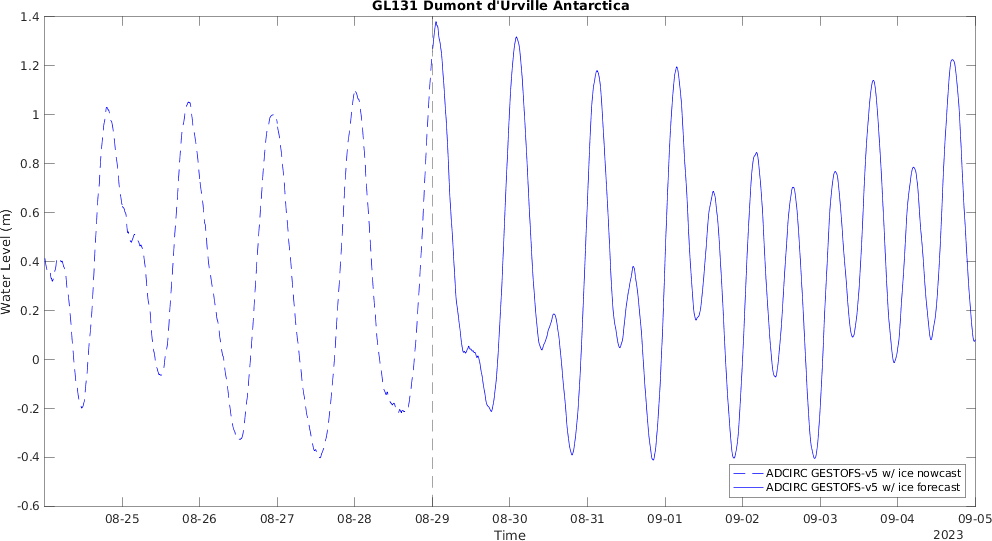 GL131 Dumont d'Urville Antarctica
1.4
1.2
1
0.8
0.6
0.4
0.2
0
-0.2
-0.4
-0.6
Water Level (m)
ADCIRC GESTOFS-v5 w/ ice nowcast
ADCIRC GESTOFS-v5 w/ ice forecast
08-25 08-26 08-27 08-28 08-29 08-30 08-31 09-01 09-02 09-03 09-04 09-05
Time
2023